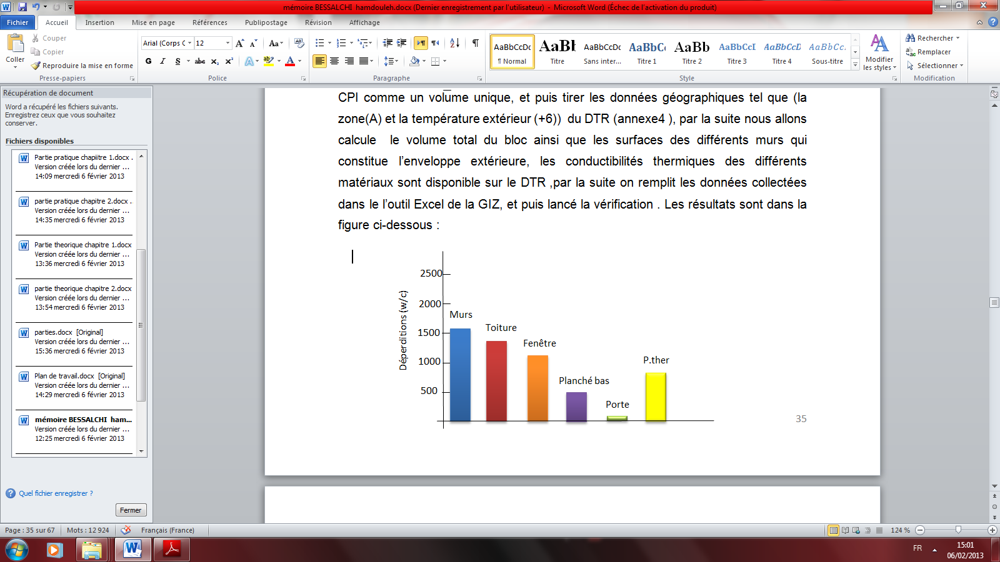 mémoire BESSALCHI  hamdouleh.docx (Dernier enregistrement par l'utilisateur)  -  Microsoft Word (Échec de l'activation du produit)
Fichier Accueil Insertion Mise en page Références Publipostage Révision Affichage
Coller
Couper
Copier
Reproduire la mise en forme
Presse-papiers
Arial (Corps C 12
G I S abc x₂ x²
Police
Paragraphe
AaBbCcDc AaBb AaBbCcDc AaBbC AaBb AaBbCcI AaBbCcD AaBbCc.
¶ Normal Titre Sans inter... Titre 1 Titre 2 Titre 3 Titre 4 Sous-titre
Modifier
les styles
Style
Rechercher
Remplacer
Sélectionner
Modification
Récupération de document
Word a récupéré les fichiers suivants.
Enregistrez ceux que vous souhaitez
conserver.
Fichiers disponibles
Partie pratique chapiitre 1.docx .
Version créée lors du dernier ...
14:09 mercredi 6 février 2013
partie pratique chapitre 2.docx .
Version créée lors du dernier ...
14:35 mercredi 6 février 2013
Partie theorique chapitre 1.docx
Version créée lors du dernier ...
13:36 mercredi 6 février 2013
partie theorique chapitre 2.docx
Version créée lors du dernier ...
13:54 mercredi 6 février 2013
parties.docx  [Original]
Version créée lors du dernier ...
15:36 mercredi 6 février 2013
Plan de travail.docx  [Original]
Version créée lors du dernier ...
14:29 mercredi 6 février 2013
mémoire BESSALCHI  ham...
Version créée lors du dernier ...
12:25 mercredi 6 février 2013
Quel fichier enregistrer ?
Fermer
CPI comme un volume unique, et puis tirer les données géographiques tel que (la
zone(A) et la température extérieur (+6))  du DTR (annexe4 ), par la suite nous allons
calcule  le volume total du bloc ainsi que les surfaces des différents murs qui
constitue l'enveloppe extérieure, les conductibilités thermiques des différents
matériaux sont disponible sur le DTR ,par la suite on remplit les données collectées
dans le l'outil Excel de la GIZ, et puis lancé la vérification . Les résultats sont dans la
figure ci-dessous :
Déperditions (w/c)
2500
2000
1500
1000
500
Murs
Toiture
Fenêtre
Planché bas
Porte
P.ther
35
Page : 35 sur 67 Mots : 12 924 Français (France) 124 %
FR 15:01
06/02/2013